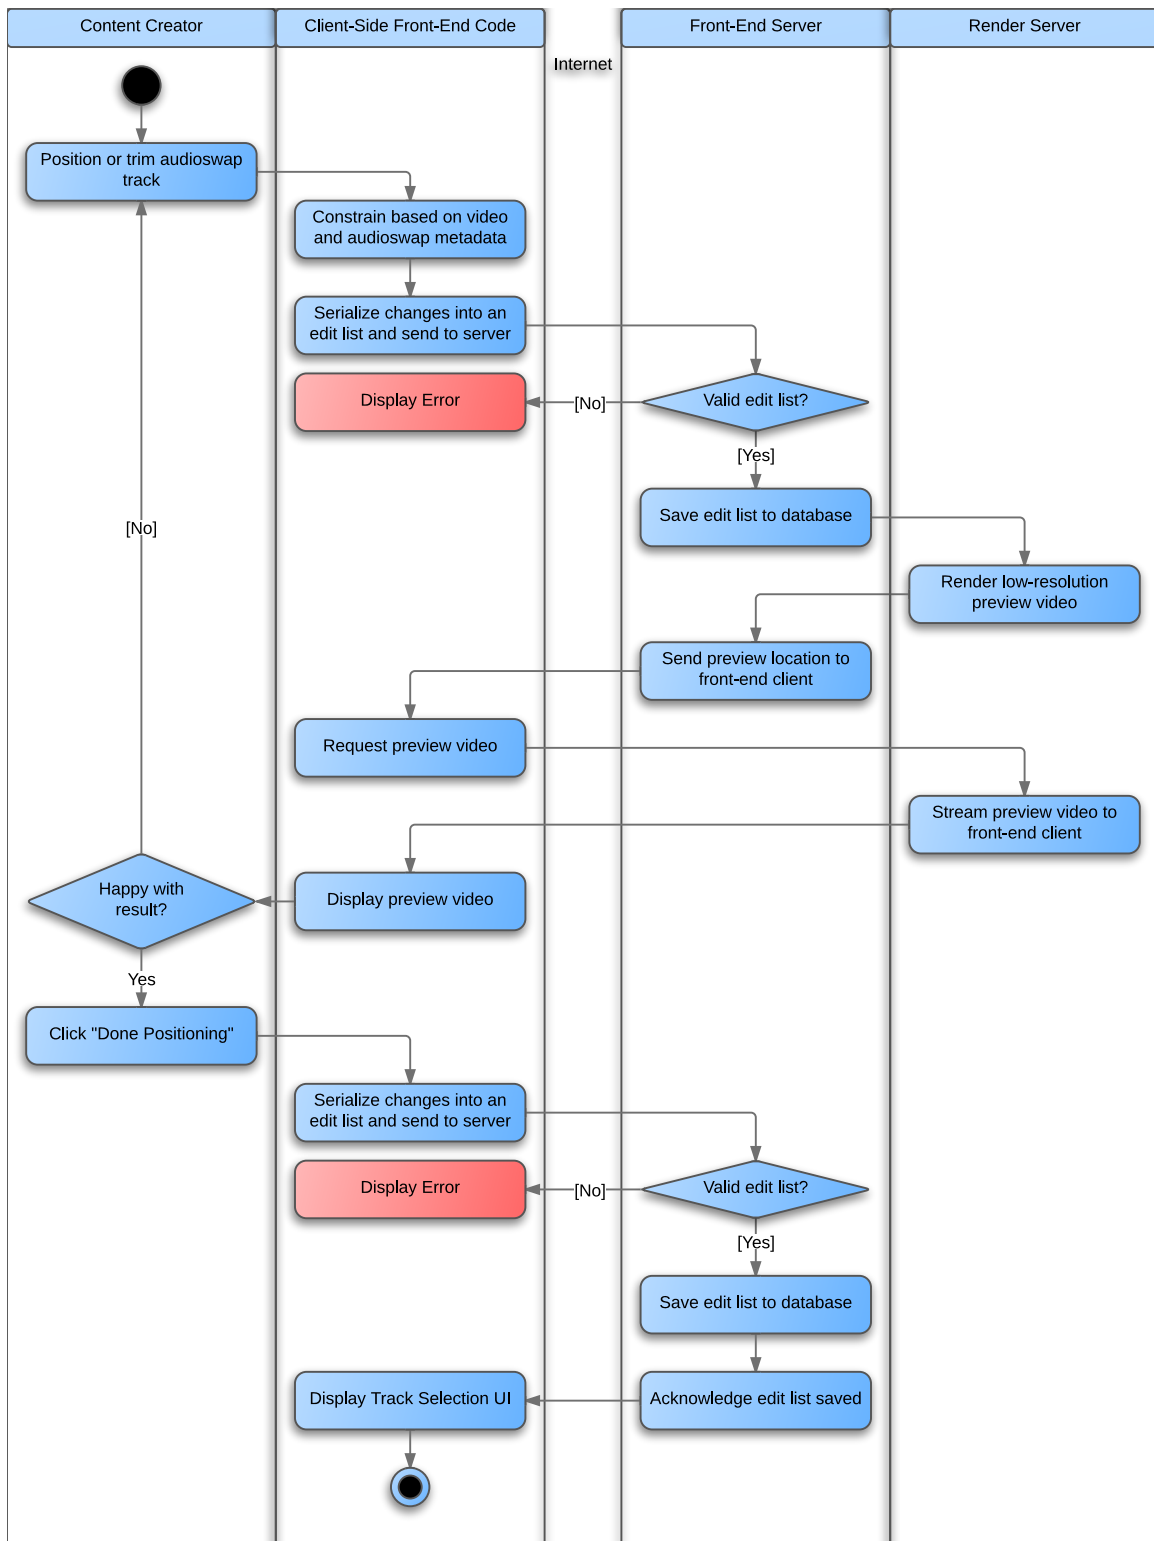 Content Creator
Client-Side Front-End Code
Front-End Server
Render Server
Internet
Position or trim audioswap
track
Constrain based on video
and audioswap metadata
Serialize changes into an
edit list and send to server
Display Error
[No]
Valid edit list?
[Yes]
Save edit list to database
[No]
Render low-resolution
preview video
Send preview location to
front-end client
Request preview video
Stream preview video to
front-end client
Happy with
result?
Display preview video
Yes
Click "Done Positioning"
Serialize changes into an
edit list and send to server
Display Error
[No]
Valid edit list?
[Yes]
Save edit list to database
Display Track Selection UI
Acknowledge edit list saved